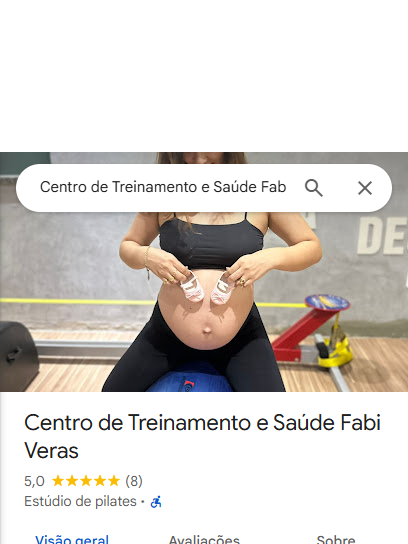 Centro de Treinamento e Saúde Fab
DE
Centro de Treinamento e Saúde Fabi
Veras
5,0 (8)
Estúdio de pilates ·
Visão geral Avaliações Sobre